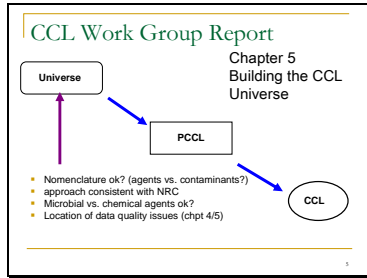 CCL Work Group Report
Chapter 5
Building the CCL
Universe
Universe
PCCL
CCL
Nomenclature ok? (agents vs. contaminants?)
approach consistent with NRC
Microbial vs. chemical agents ok?
Location of data quality issues (chpt 4/5)
5